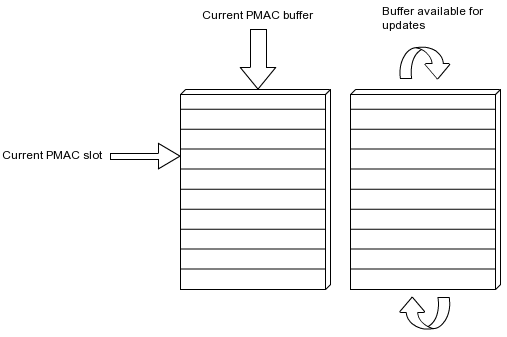 Current PMAC buffer
Buffer available for
updates
Current PMAC slot